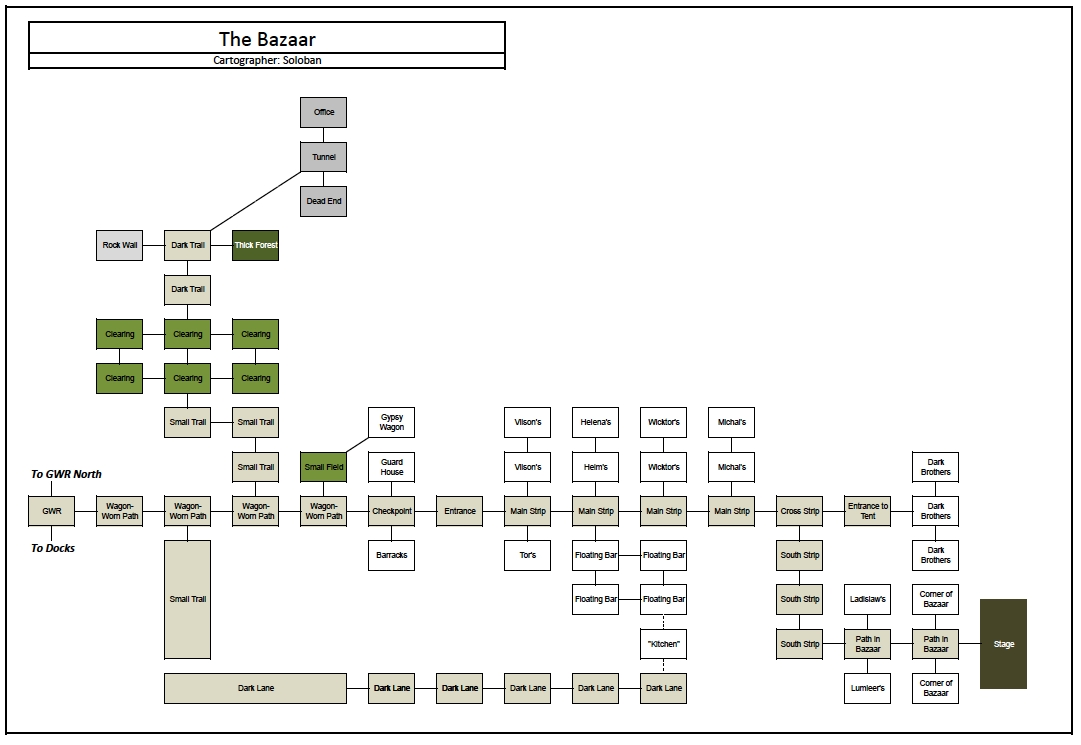 The Bazaar
Cartographer: Soloban
Office
Tunnel
Dead End
Rock Wall
Dark Trail
Thick Forest
Dark Trail
Clearing
Clearing
Clearing
Clearing
Clearing
Clearing
Small Trail
Small Trail
Gypsy
Wagon
Vilson's
Helena's
Wicktor's
Michal's
Small Trail
Small Field
Guard
House
Vilson's
Helm's
Wicktor's
Michal's
Dark
Brothers
To GWR North
GWR
Wagon-
Worn Path
Wagon-
Worn Path
Wagon-
Worn Path
Wagon-
Worn Path
Checkpoint
Entrance
Main Strip
Main Strip
Main Strip
Main Strip
Cross Strip
Entrance to
Tent
Dark
Brothers
To Docks
Barracks
Tor's
Floating Bar
Floating Bar
South Strip
Dark
Brothers
Small Trail
Floating Bar
Floating Bar
South Strip
Ladislaw's
Corner of
Bazaar
"Kitchen"
South Strip
Path in
Bazaar
Path in
Bazaar
Stage
Dark Lane
Dark Lane
Dark Lane
Dark Lane
Dark Lane
Dark Lane
Lumieer's
Corner of
Bazaar